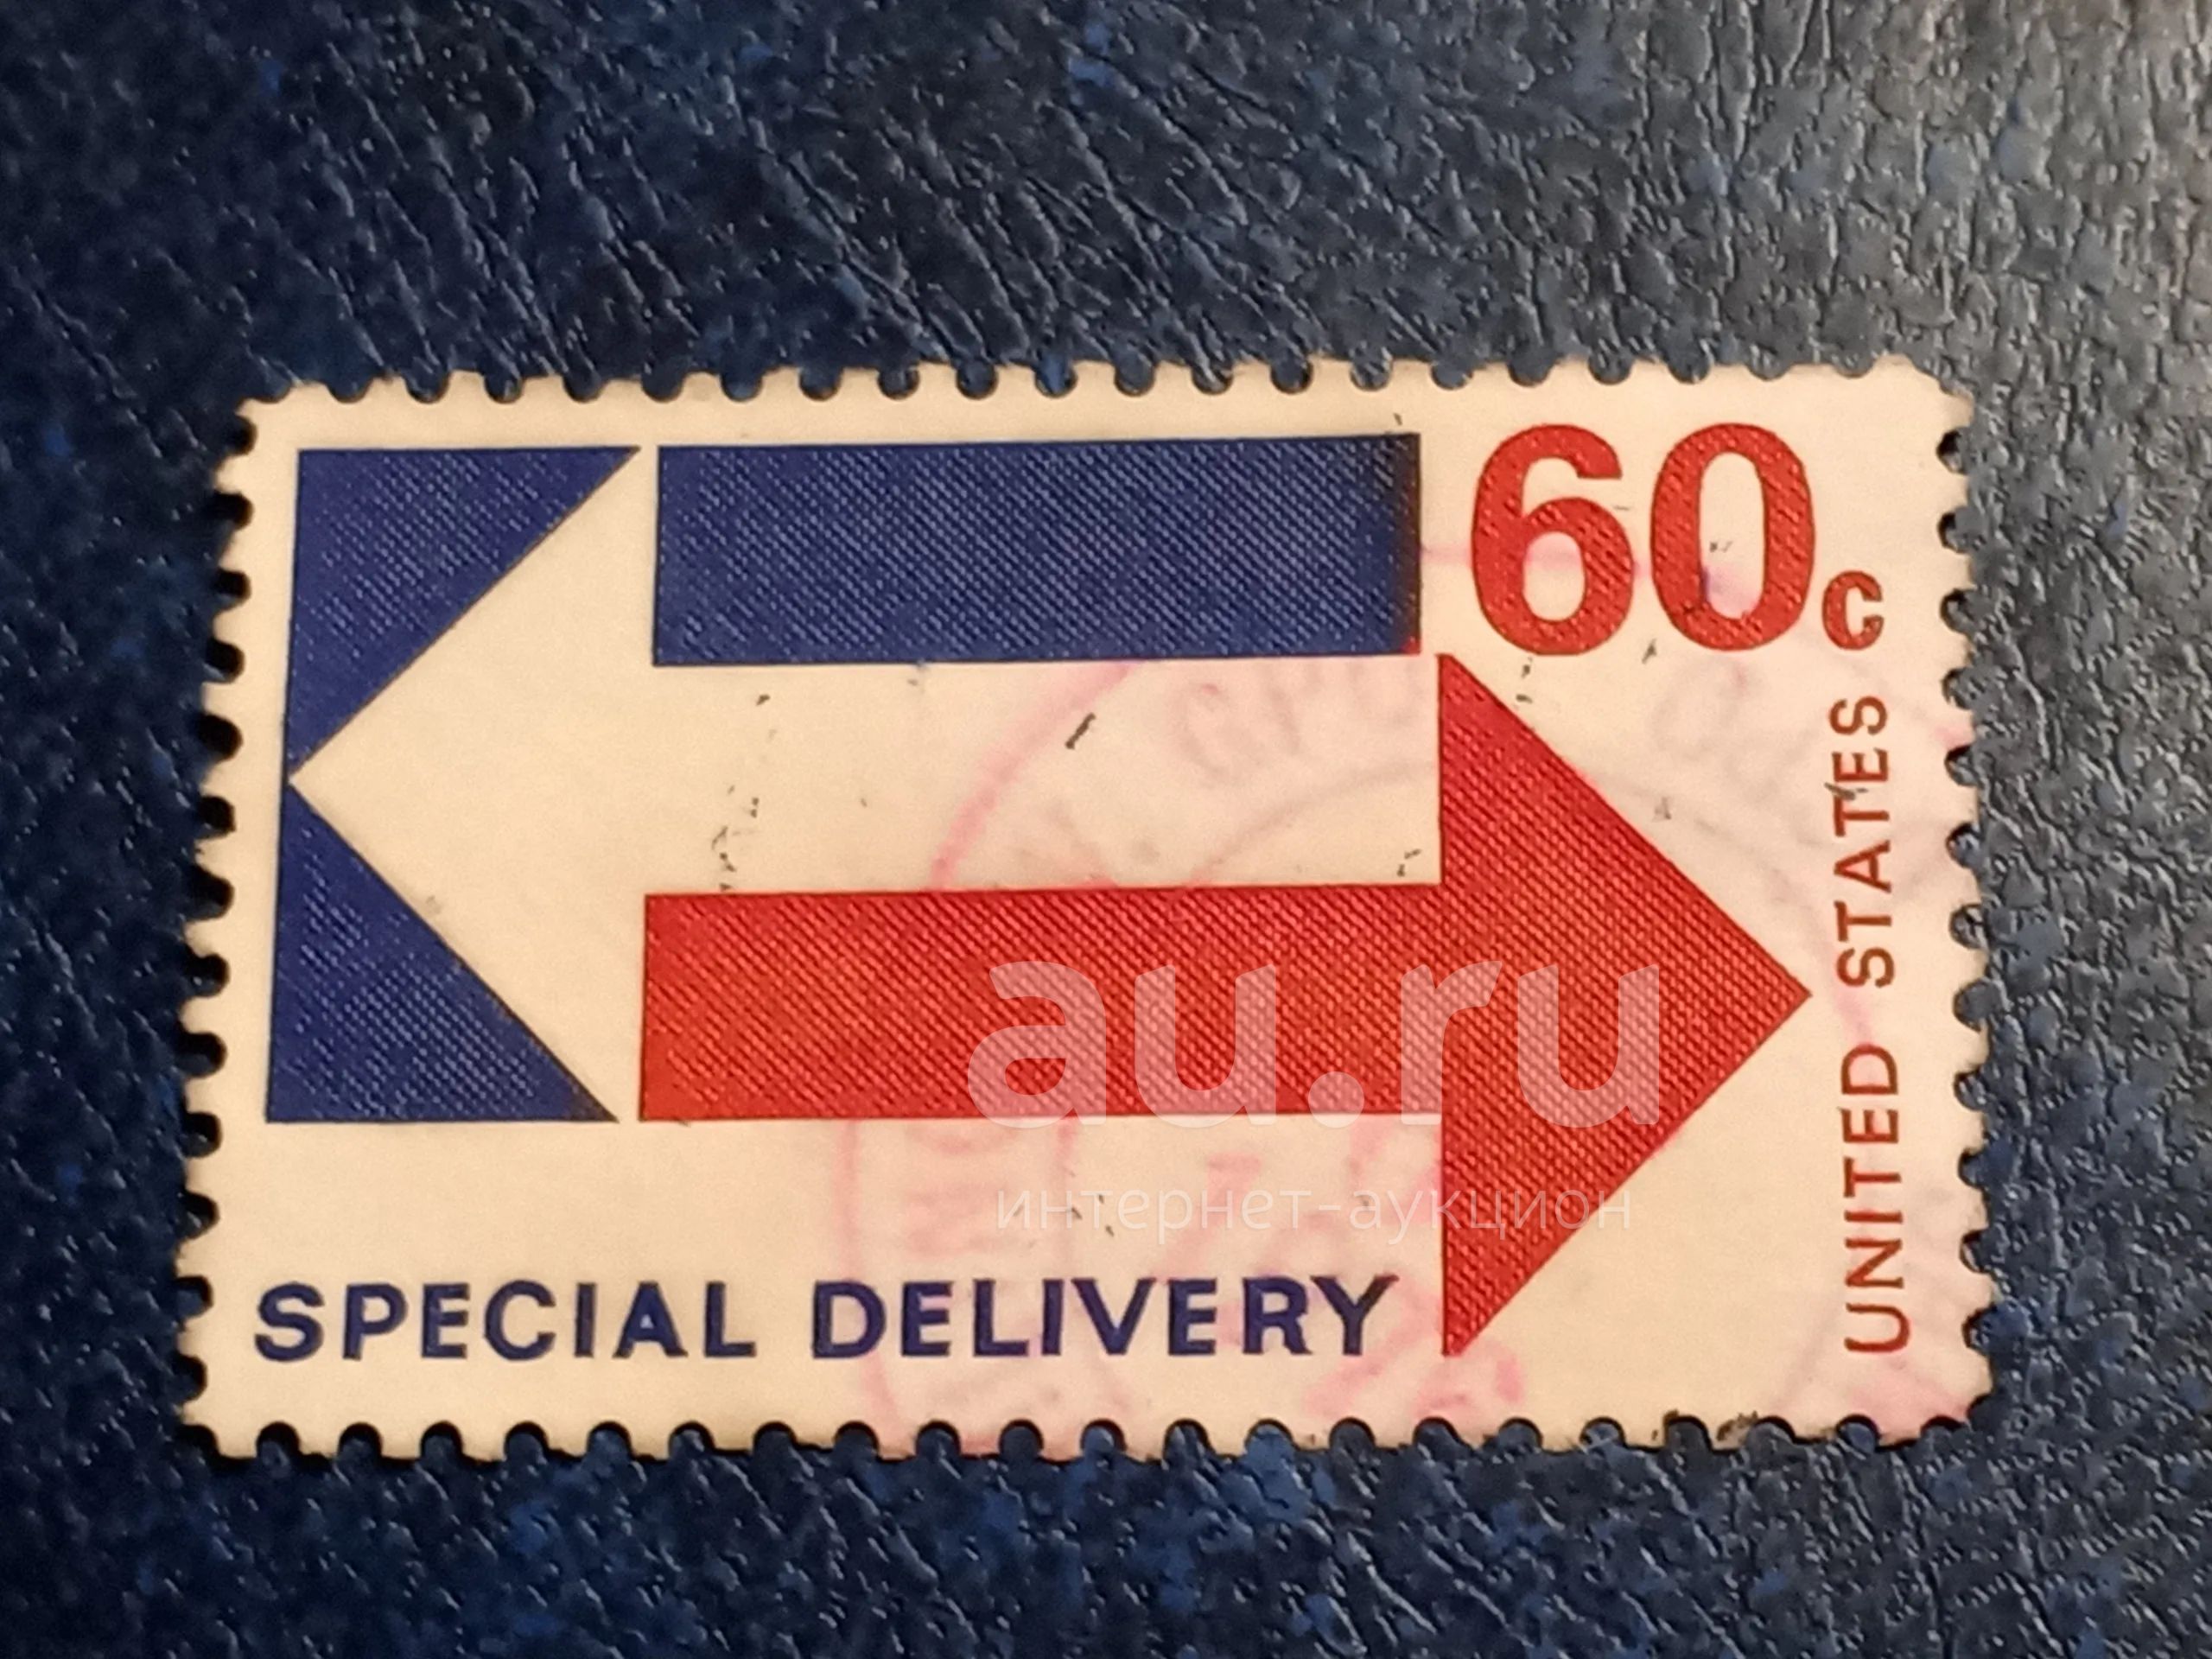 60c
UNITED STATES
au.ru
интернет-аукцион
SPECIAL DELIVERY